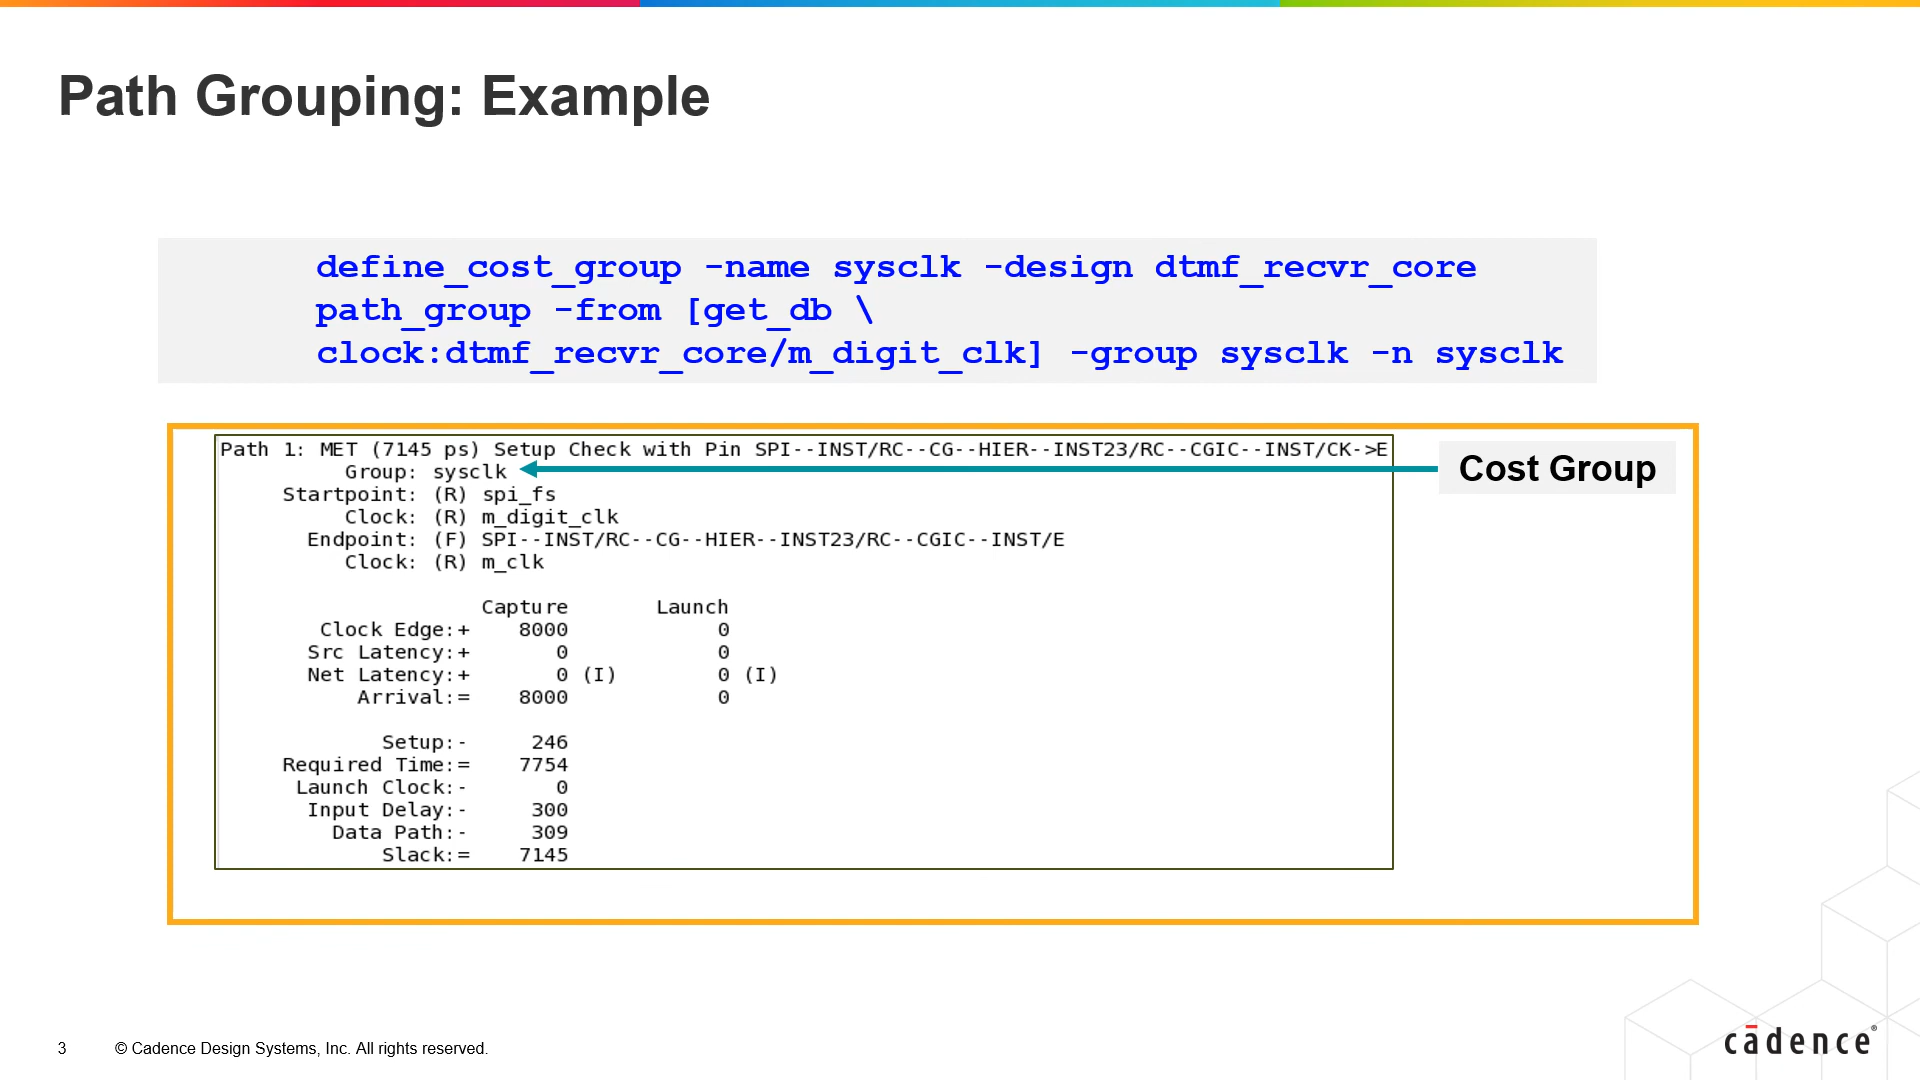 Path Grouping: Example
define_cost_group -name sysclk -design dtmf_recvr_core
path_group -from [get_db \
clock:dtmf_recvr_core/m_digit_clk] -group sysclk -n sysclk
Path 1: MET (7145 ps) Setup Check with Pin SPI--INST/RC--CG--HIER--INST23/RC--CGIC--INST/CK->E
Group: sysclk
Cost Group
Startpoint: (R) spi_fs
Clock: (R) m_digit_clk
Endpoint: (F) SPI--INST/RC--CG--HIER--INST23/RC--CGIC--INST/E
Clock: (R) m_clk
Capture Launch
Clock Edge:+ 8000 0
Src Latency:+ 0 0
Net Latency:+ 0 (I) 0 (I)
Arrival:= 8000 0
Setup:- 246
Required Time:= 7754
Launch Clock:- 0
Input Delay:- 300
Data Path:- 309
Slack:= 7145
3 © Cadence Design Systems, Inc. All rights reserved.
cādence®